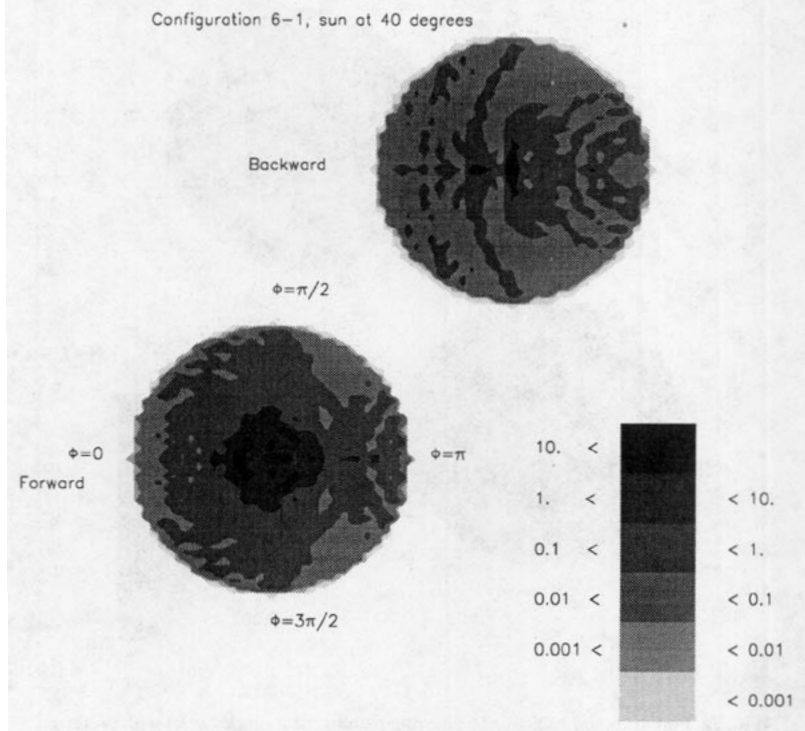 Configuration 6-1, sun at 40 degrees
Backward
Φ=π/2
Φ=0
Φ=π
Forward
Φ=3π/2
10. <
1. < < 10.
0.1 < < 1.
0.01 < < 0.1
0.001 < < 0.01
< 0.001